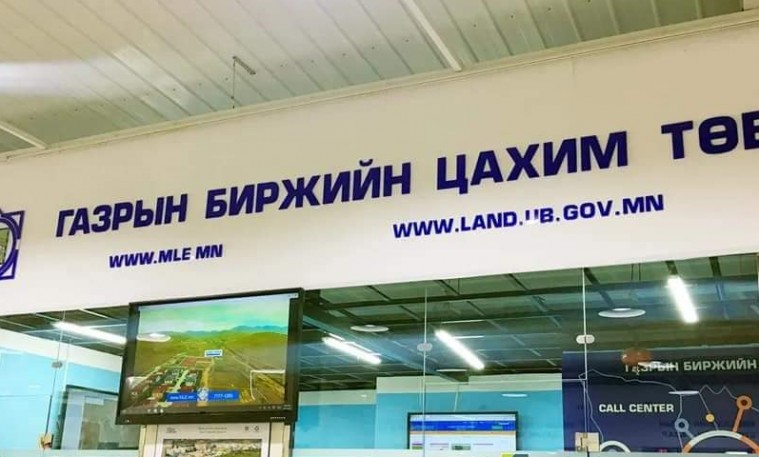 ГАЗРЫН БИРЖИЙН ЦАХИМ
WWW.MLE MN
WWW.LAND.UB.GOV.MN
ГАЗРЫН БИРЖИЙН
CALL CENTER